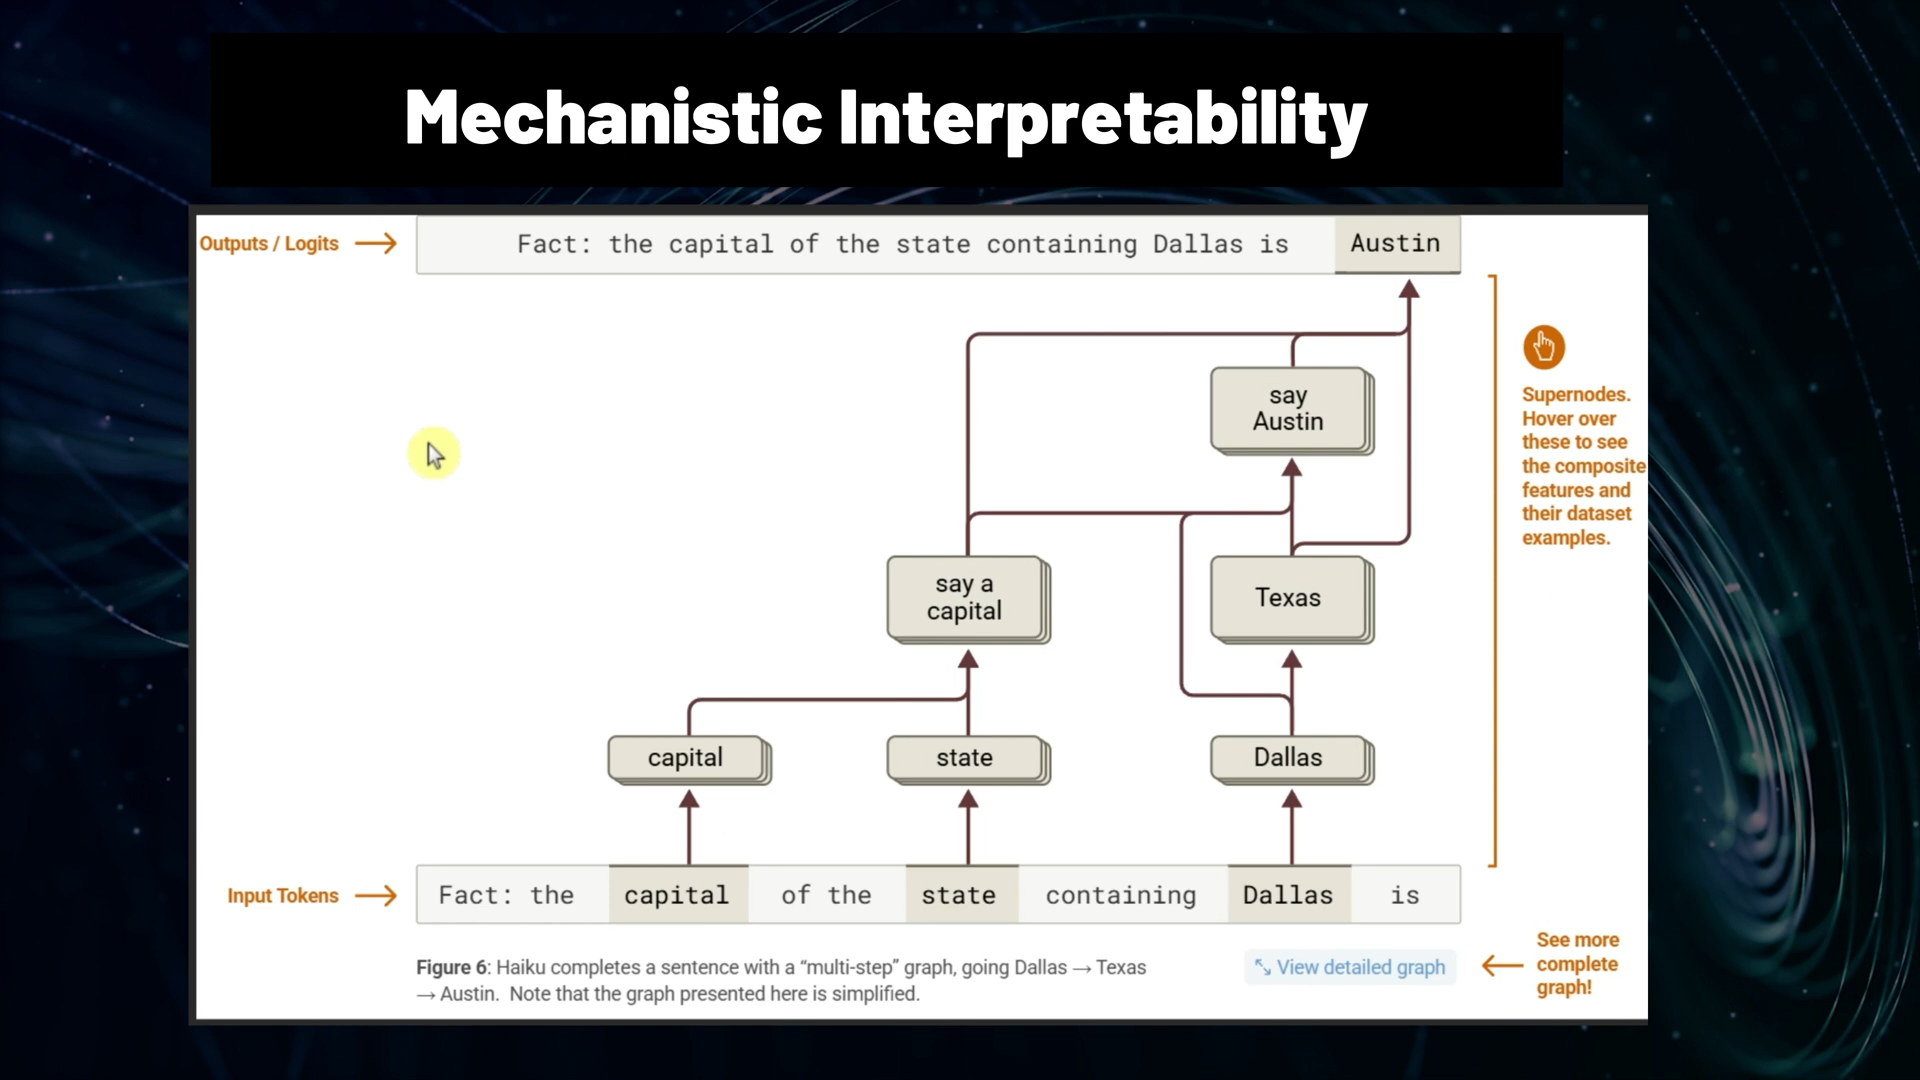 Mechanistic Interpretability
Outputs / Logits
Fact: the capital of the state containing Dallas is Austin
say
Austin
Supernodes.
Hover over
these to see
the composite
features and
their dataset
examples.
say a
capital
Texas
capital
state
Dallas
Input Tokens
Fact: the capital of the state containing Dallas is
Figure 6: Haiku completes a sentence with a “multi-step” graph, going Dallas → Texas
→ Austin. Note that the graph presented here is simplified.
View detailed graph
See more
complete
graph!